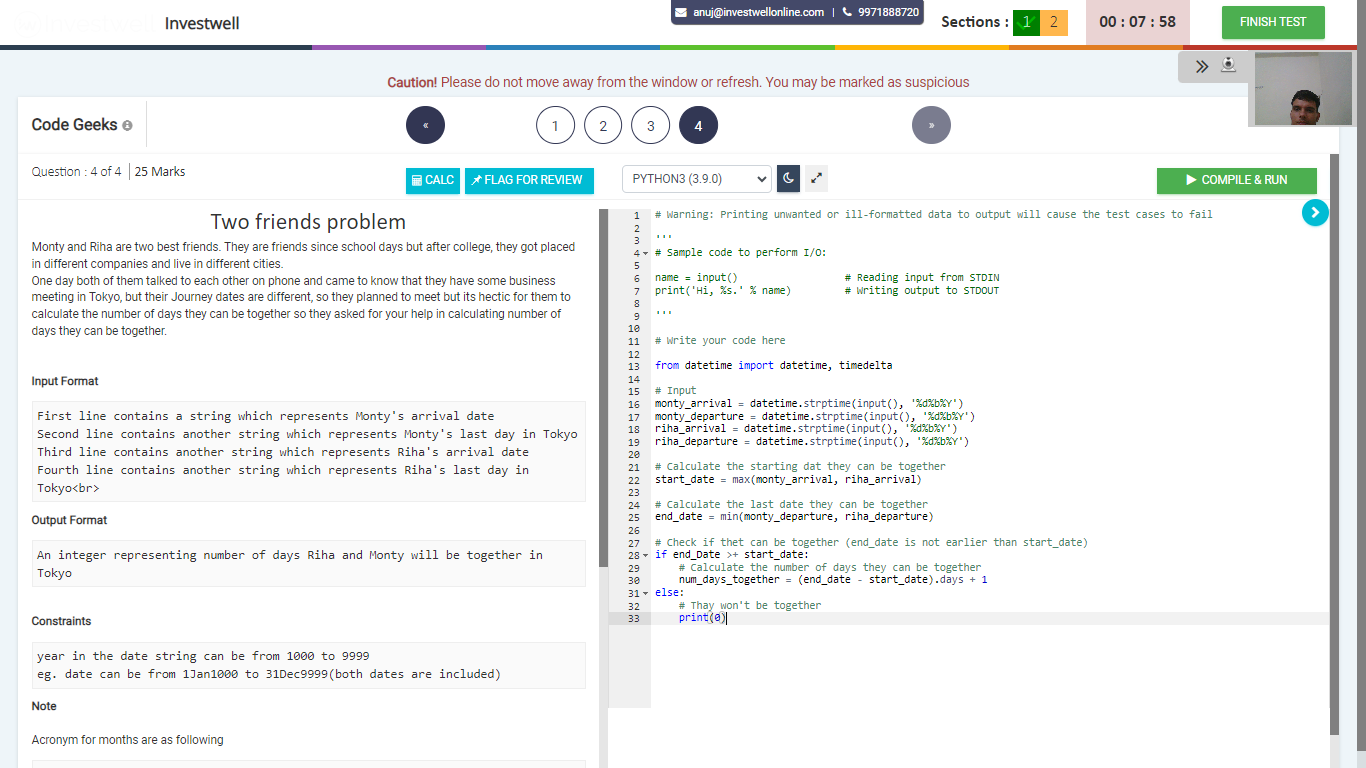 Investwell
anuj@investwellonline.com | 9971888720
Sections : 1 2
00 : 07 : 58
FINISH TEST
Caution! Please do not move away from the window or refresh. You may be marked as suspicious
Code Geeks
« 1 2 3 4 »
Question : 4 of 4 | 25 Marks
CALC
FLAG FOR REVIEW
PYTHON3 (3.9.0)
COMPILE & RUN
Two friends problem
Monty and Riha are two best friends. They are friends since school days but after college, they got placed
in different companies and live in different cities.
One day both of them talked to each other on phone and came to know that they have some business
meeting in Tokyo, but their Journey dates are different, so they planned to meet but its hectic for them to
calculate the number of days they can be together so they asked for your help in calculating number of
days they can be together.
Input Format
First line contains a string which represents Monty's arrival date
Second line contains another string which represents Monty's last day in Tokyo
Third line contains another string which represents Riha's arrival date
Fourth line contains another string which represents Riha's last day in
Tokyo<br>
Output Format
An integer representing number of days Riha and Monty will be together in
Tokyo
Constraints
year in the date string can be from 1000 to 9999
eg. date can be from 1Jan1000 to 31Dec9999(both dates are included)
Note
Acronym for months are as following
1 # Warning: Printing unwanted or ill-formatted data to output will cause the test cases to fail
2
3 '''
4 # Sample code to perform I/O:
5
6 name = input() # Reading input from STDIN
7 print('Hi, %s.' % name) # Writing output to STDOUT
8
9 '''
10
11 # Write your code here
12
13 from datetime import datetime, timedelta
14
15 # Input
16 monty_arrival = datetime.strptime(input(), '%d%b%Y')
17 monty_departure = datetime.strptime(input(), '%d%b%Y')
18 riha_arrival = datetime.strptime(input(), '%d%b%Y')
19 riha_departure = datetime.strptime(input(), '%d%b%Y')
20
21 # Calculate the starting dat they can be together
22 start_date = max(monty_arrival, riha_arrival)
23
24 # Calculate the last date they can be together
25 end_date = min(monty_departure, riha_departure)
26
27 # Check if thet can be together (end_date is not earlier than start_date)
28 if end_Date >+ start_date:
29 # Calculate the number of days they can be together
30 num_days_together = (end_date - start_date).days + 1
31 else:
32 # Thay won't be together
33 print(0)